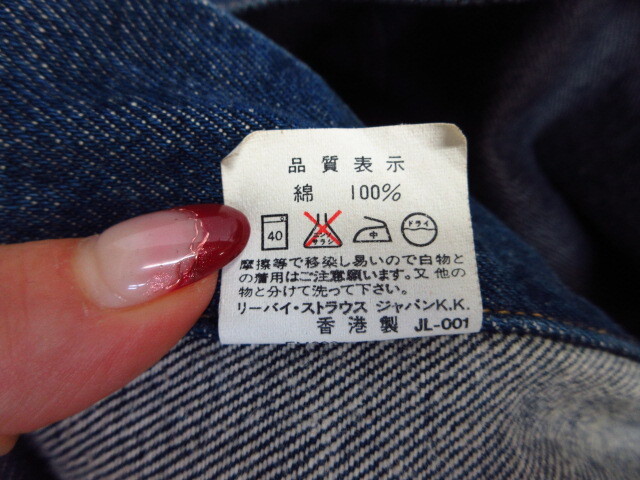 品質表示
綿 100%
40 エンソサラシ 中 ドライ
摩擦等で移染し易いので白物と
の着用はご注意願います。又他の
物と分けて洗って下さい。
リーバイ・ストラウス ジャパンK.K.
香港製 JL-001